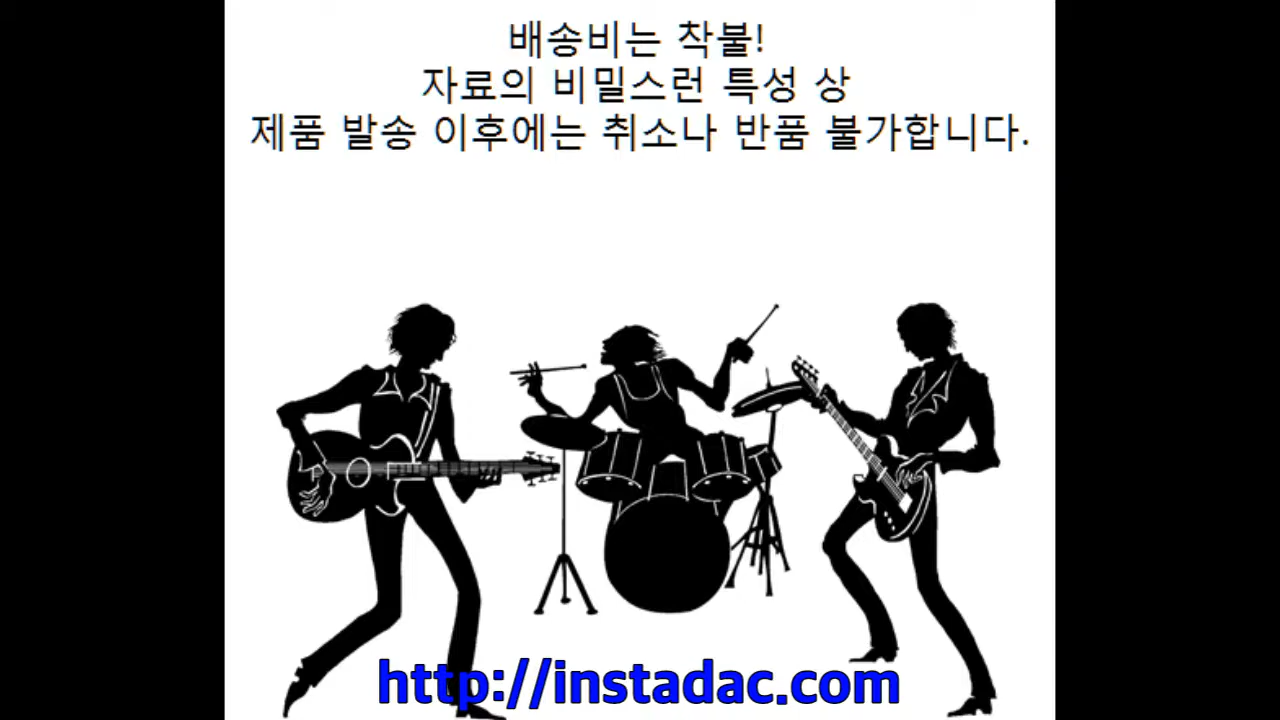 배송비는 착불!
자료의 비밀스런 특성 상
제품 발송 이후에는 취소나 반품 불가합니다.
http://instadac.com